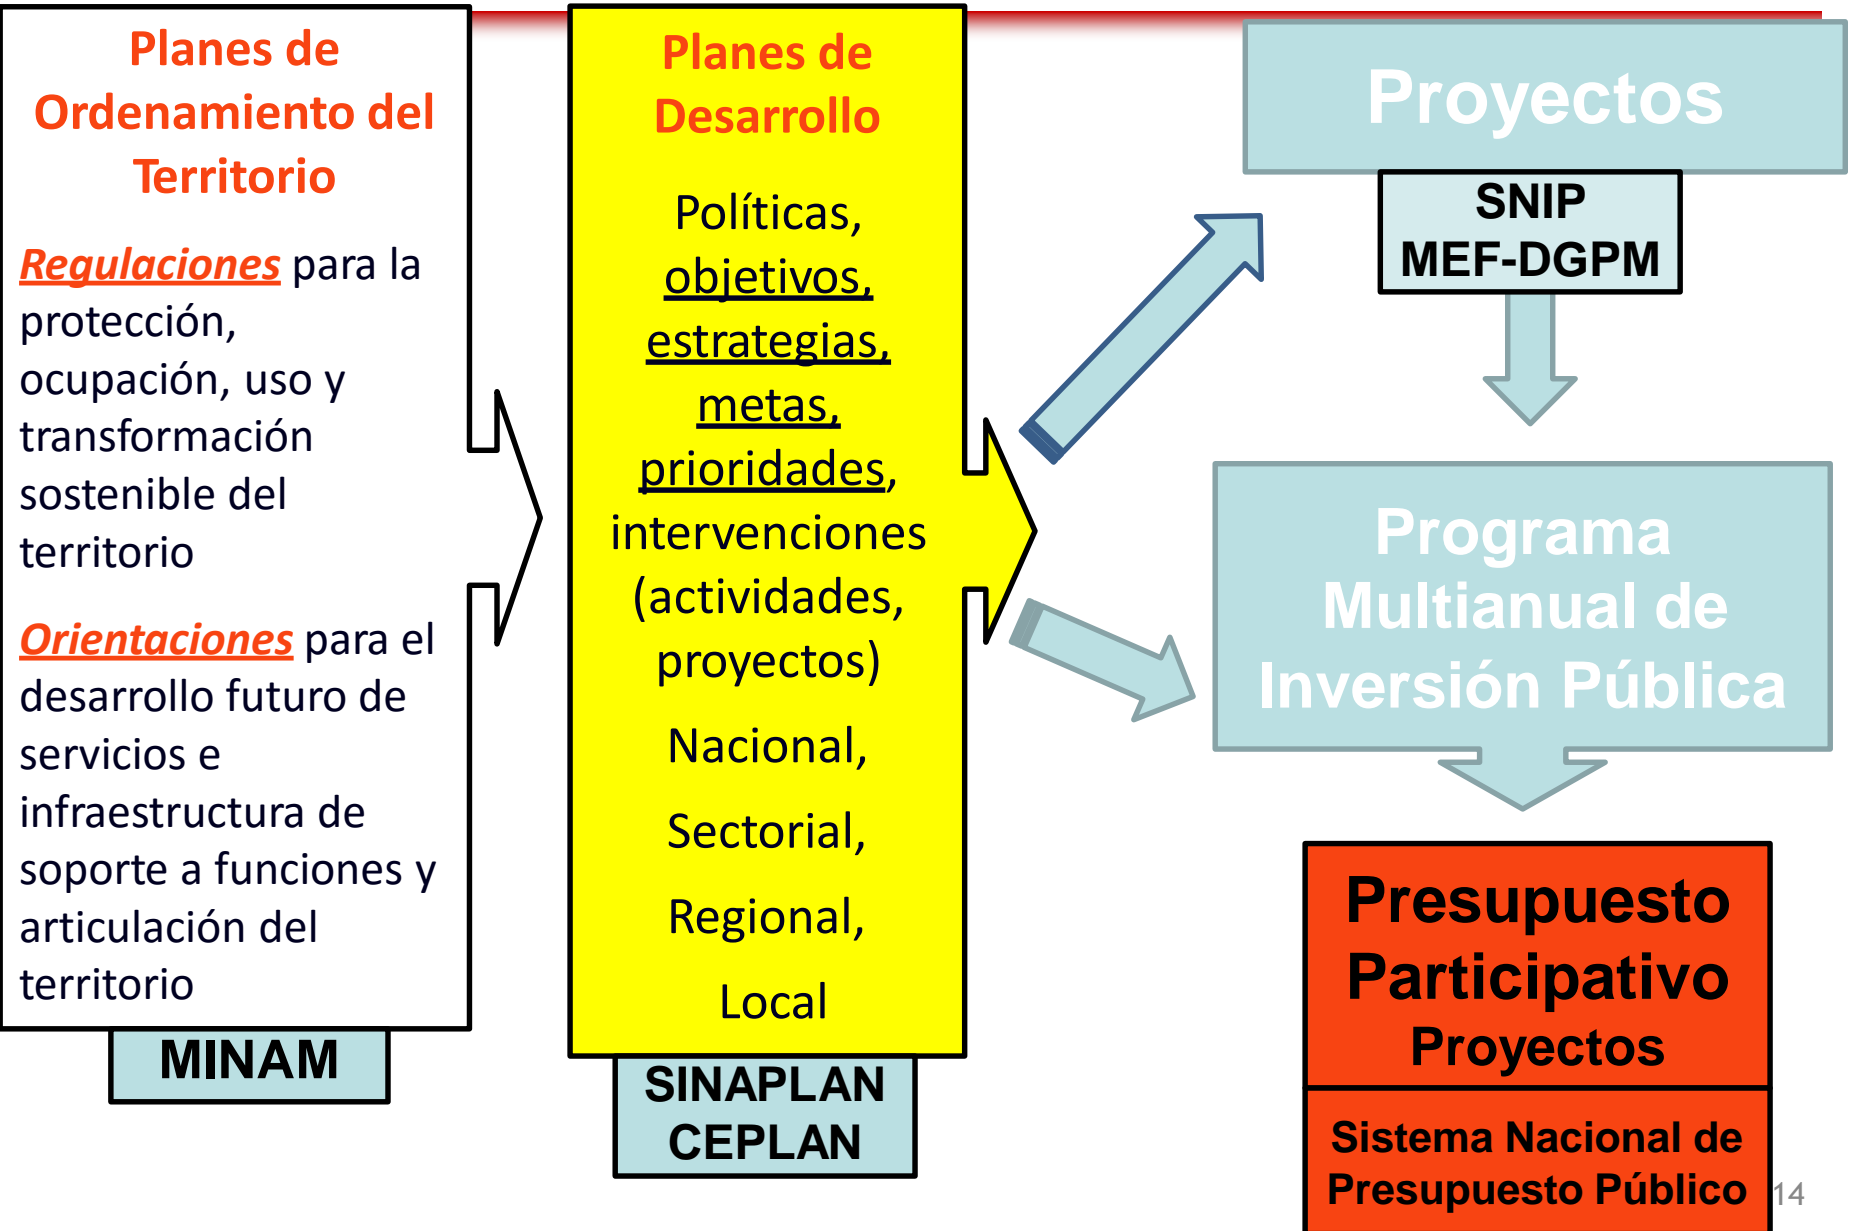 Planes de
Ordenamiento del
Territorio
Regulaciones para la
protección,
ocupación, uso y
transformación
sostenible del
territorio
Orientaciones para el
desarrollo futuro de
servicios e
infraestructura de
soporte a funciones y
articulación del
territorio
MINAM
Planes de
Desarrollo
Políticas,
objetivos,
estrategias,
metas,
prioridades,
intervenciones
(actividades,
proyectos)
Nacional,
Sectorial,
Regional,
Local
SINAPLAN
CEPLAN
Proyectos
SNIP
MEF-DGPM
Programa
Multianual de
Inversión Pública
Presupuesto
Participativo
Proyectos
Sistema Nacional de
Presupuesto Público
14